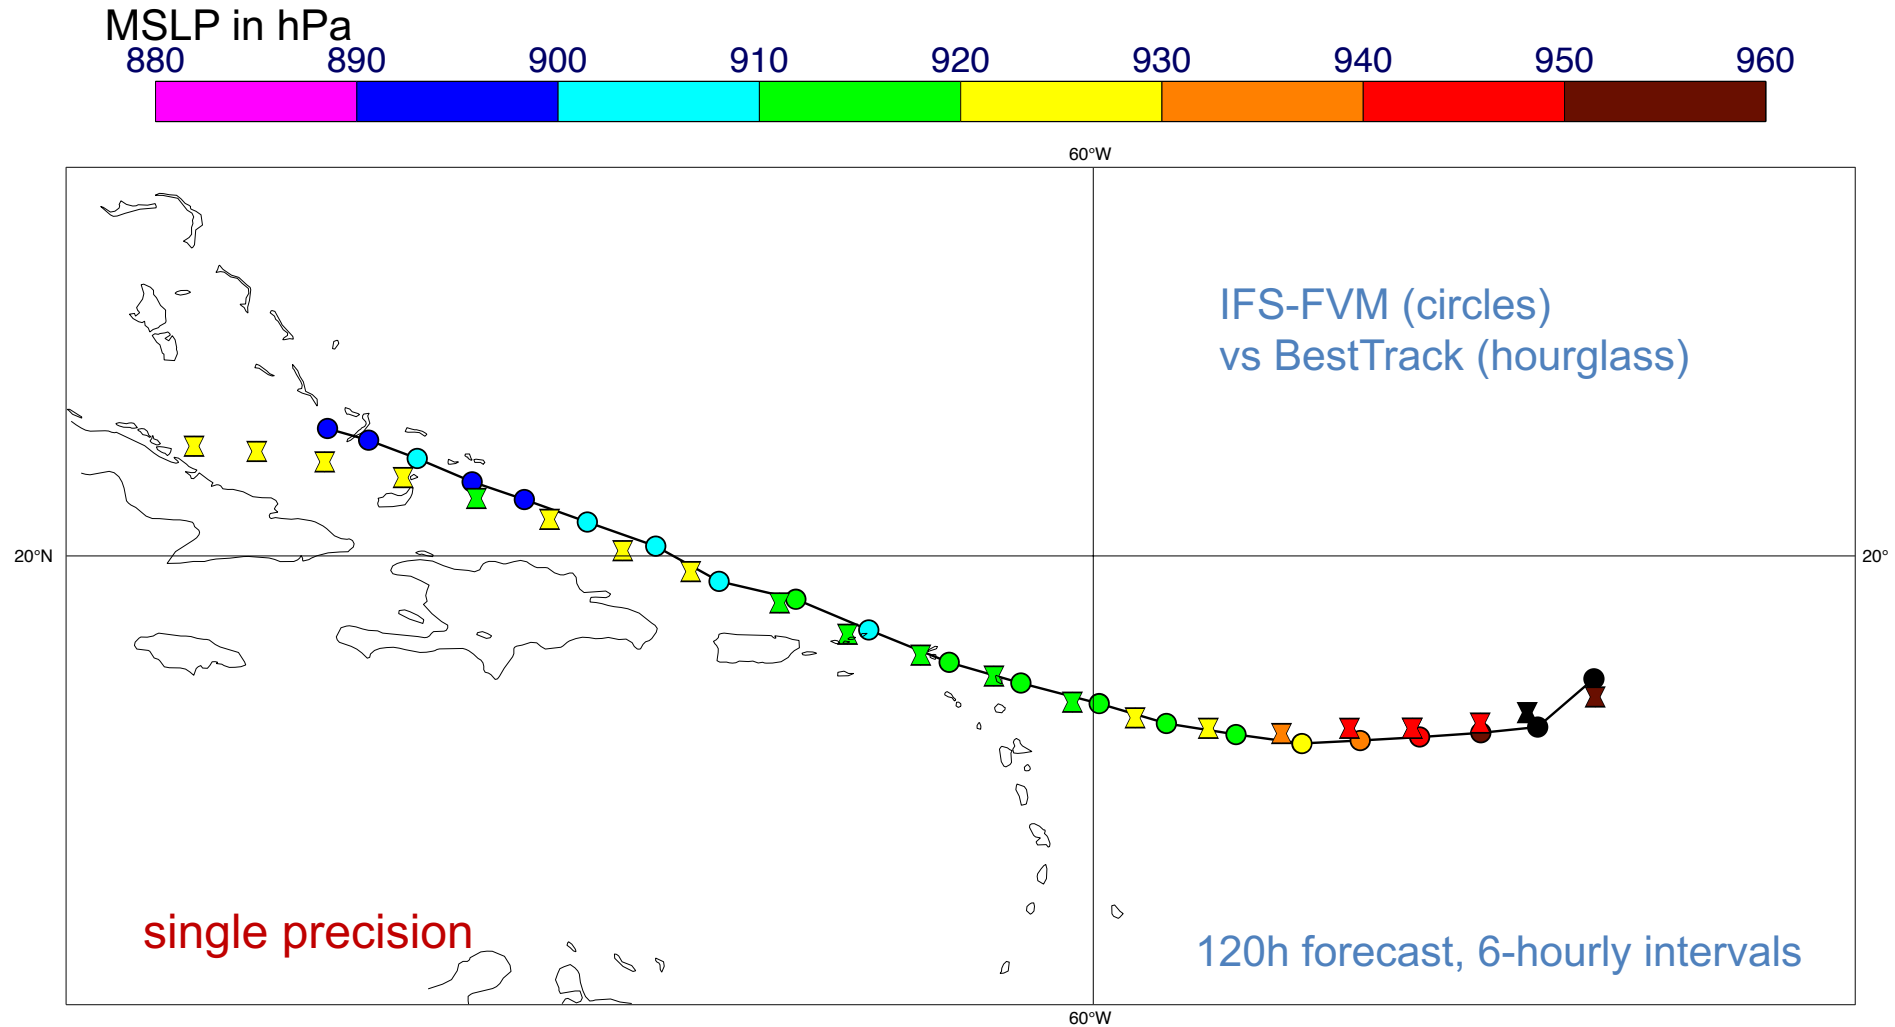 MSLP in hPa
880 890 900 910 920 930 940 950 960
60°W
IFS-FVM (circles)
vs BestTrack (hourglass)
20°N 20°
single precision
120h forecast, 6-hourly intervals
60°W